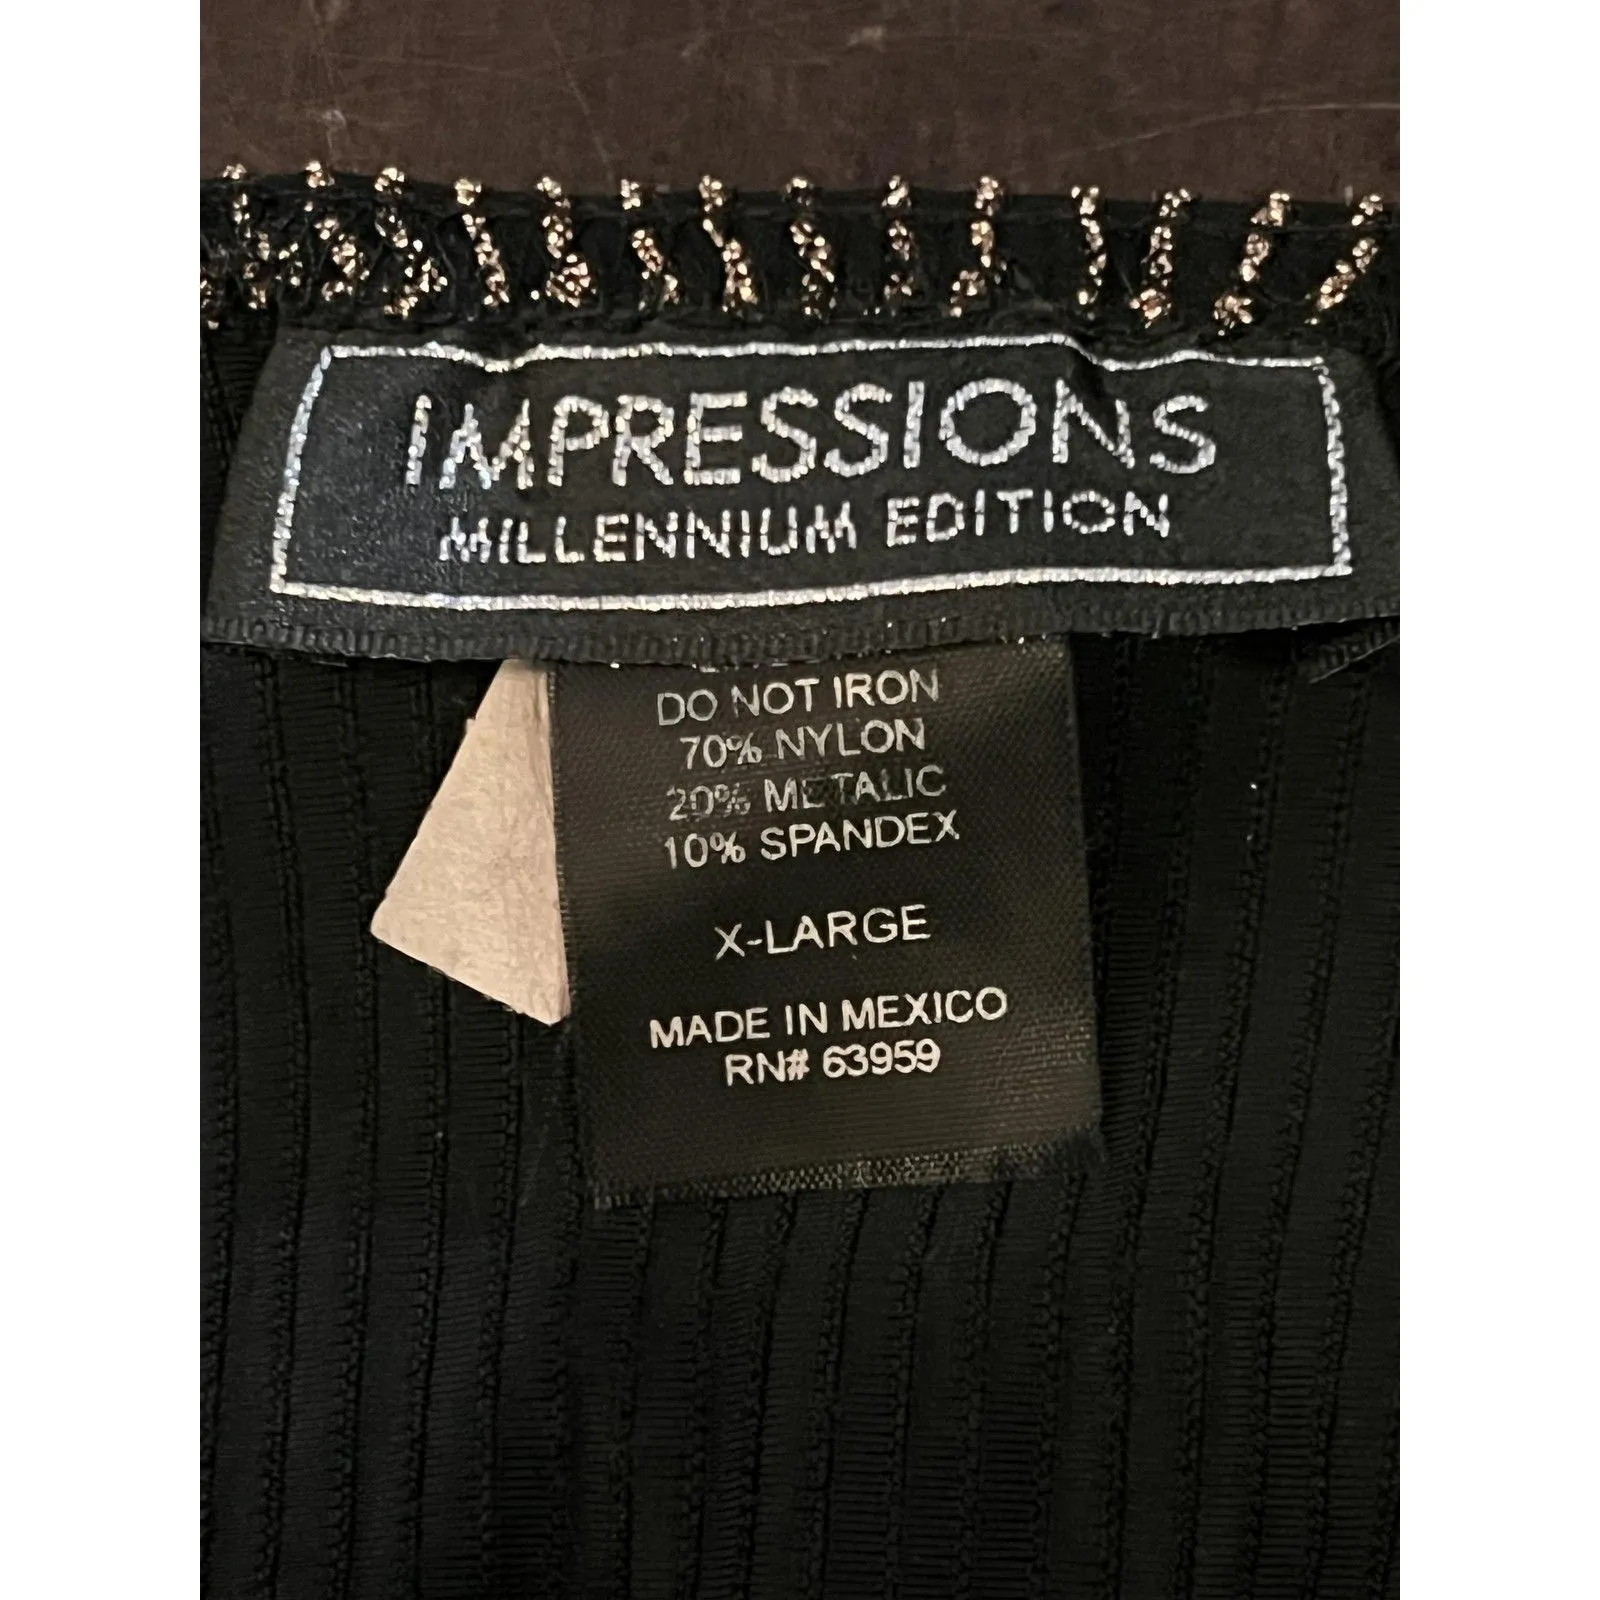 IMPRESSIONS
MILLENNIUM EDITION
DO NOT IRON
70% NYLON
20% METALIC
10% SPANDEX
X-LARGE
MADE IN MEXICO
RN# 63959